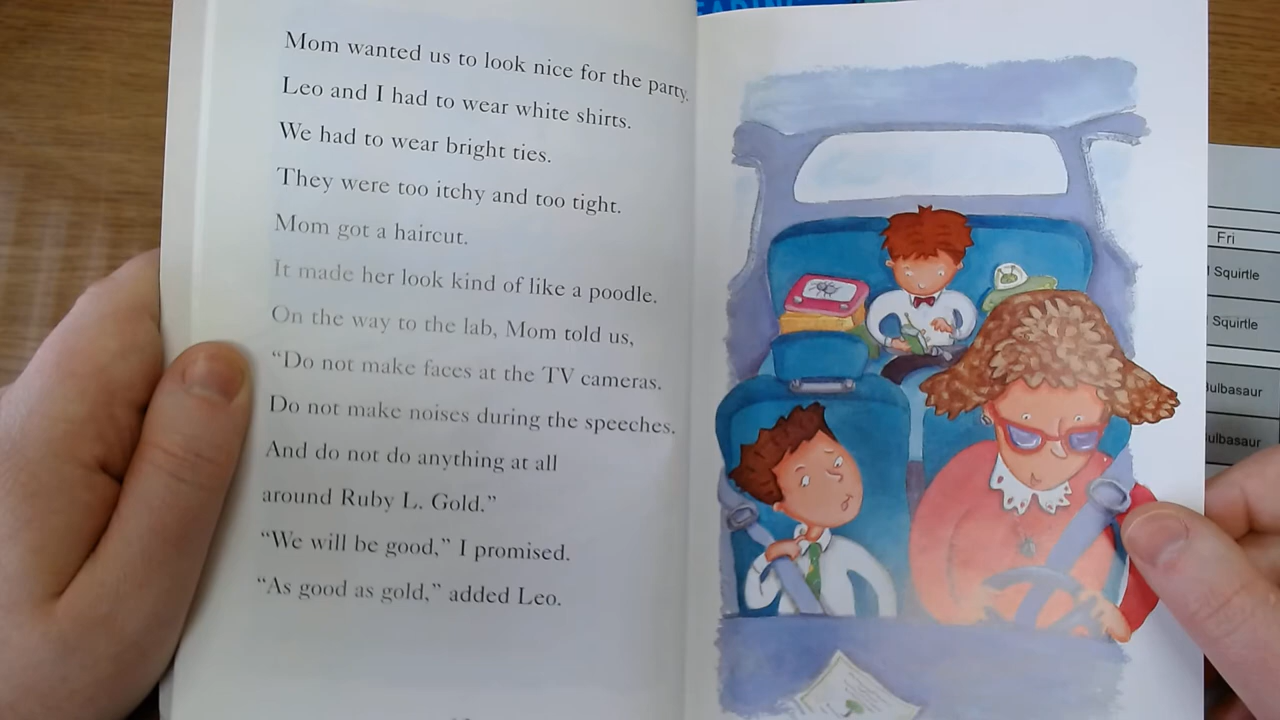 Mom wanted us to look nice for the party.
Leo and I had to wear white shirts.
We had to wear bright ties.
They were too itchy and too tight.
Mom got a haircut.
It made her look kind of like a poodle.
On the way to the lab, Mom told us,
“Do not make faces at the TV cameras.
Do not make noises during the speeches.
And do not do anything at all
around Ruby L. Gold.”
“We will be good,” I promised.
“As good as gold,” added Leo.
Fri
Squirtle
Squirtle
ulbasaur
ulbasaur